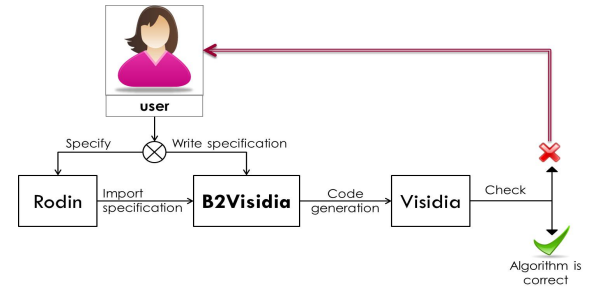 user
Specify
Write specification
Rodin
Import
specification
B2Visidia
Code
generation
Visidia
Check
Algorithm is
correct